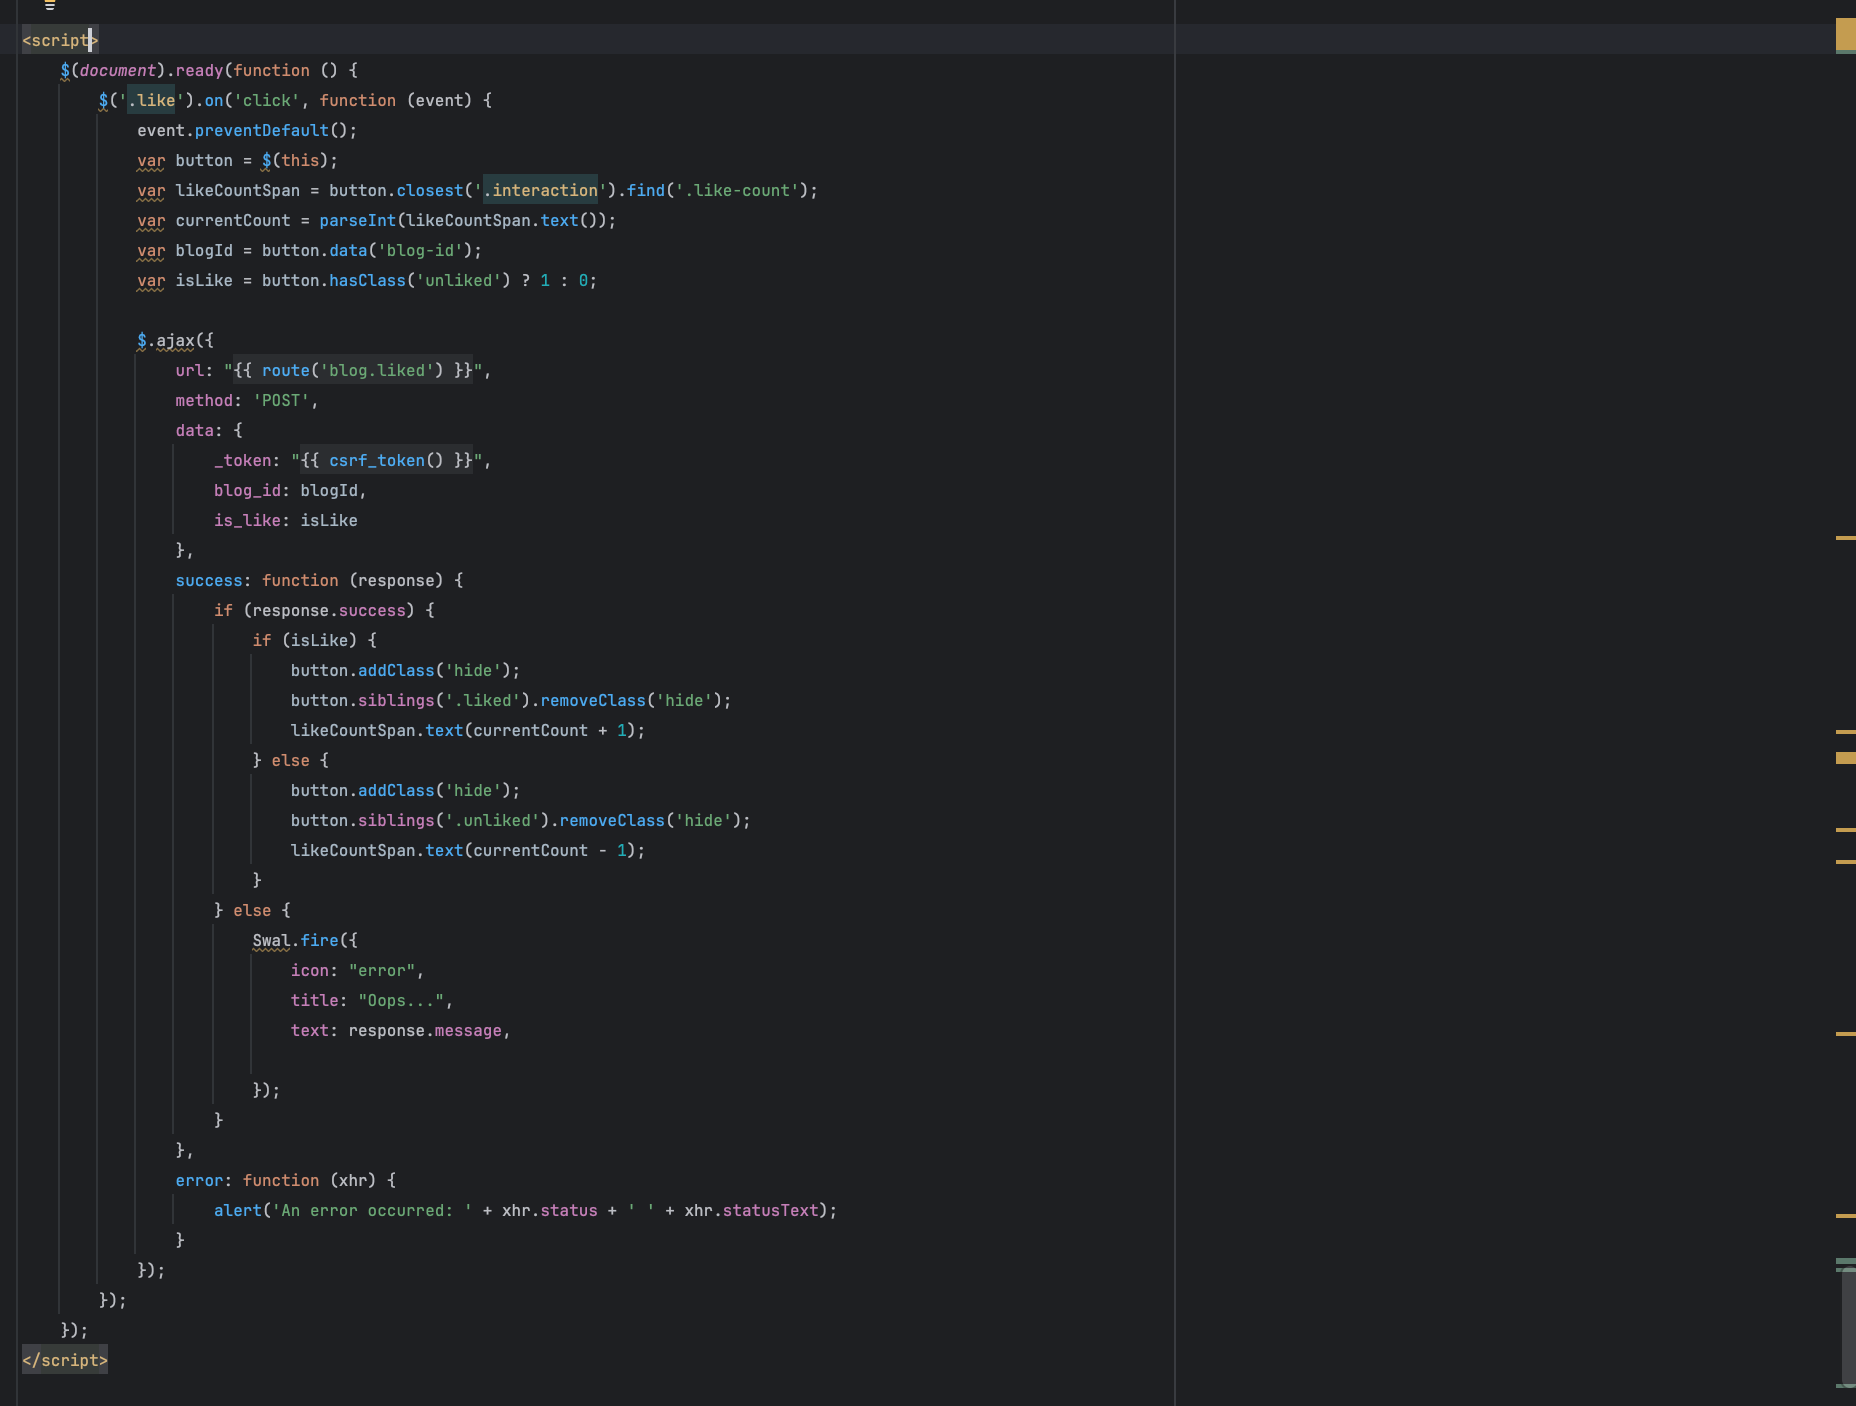 <script>
$(document).ready(function () {
$('.like').on('click', function (event) {
event.preventDefault();
var button = $(this);
var likeCountSpan = button.closest('.interaction').find('.like-count');
var currentCount = parseInt(likeCountSpan.text());
var blogId = button.data('blog-id');
var isLike = button.hasClass('unliked') ? 1 : 0;
$.ajax({
url: "{{ route('blog.liked') }}",
method: 'POST',
data: {
_token: "{{ csrf_token() }}",
blog_id: blogId,
is_like: isLike
},
success: function (response) {
if (response.success) {
if (isLike) {
button.addClass('hide');
button.siblings('.liked').removeClass('hide');
likeCountSpan.text(currentCount + 1);
} else {
button.addClass('hide');
button.siblings('.unliked').removeClass('hide');
likeCountSpan.text(currentCount - 1);
}
} else {
Swal.fire({
icon: "error",
title: "Oops...",
text: response.message,
});
}
},
error: function (xhr) {
alert('An error occurred: ' + xhr.status + ' ' + xhr.statusText);
}
});
});
});
</script>